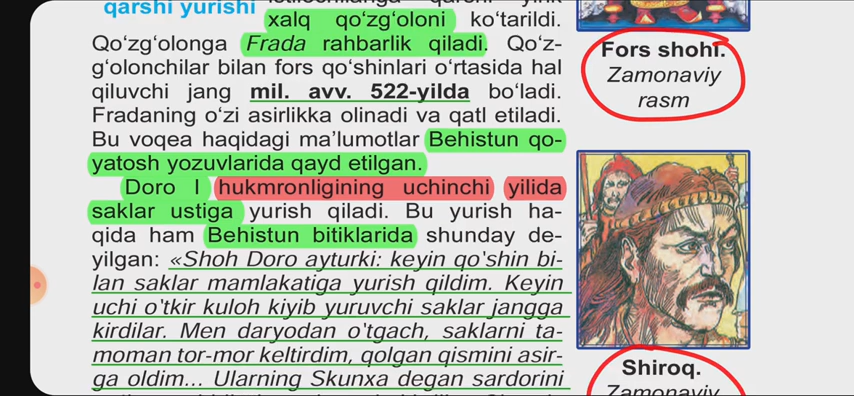 qarshi yurishi
istilochilariga qarshi yirik
xalq qo‘zg‘oloni ko‘tarildi.
Qo‘zg‘olonga Frada rahbarlik qiladi. Qo‘z-
g‘olonchilar bilan fors qo‘shinlari o‘rtasida hal
qiluvchi jang mil. avv. 522-yilda bo‘ladi.
Fradaning o‘zi asirlikka olinadi va qatl etiladi.
Bu voqea haqidagi ma’lumotlar Behistun qo-
yatosh yozuvlarida qayd etilgan.
Doro I hukmronligining uchinchi yilida
saklar ustiga yurish qiladi. Bu yurish ha-
qida ham Behistun bitiklarida shunday de-
yilgan: «Shoh Doro ayturki: keyin qo‘shin bi-
lan saklar mamlakatiga yurish qildim. Keyin
uchi o‘tkir kuloh kiyib yuruvchi saklar jangga
kirdilar. Men daryodan o‘tgach, saklarni ta-
moman tor-mor keltirdim, qolgan qismini asir-
ga oldim... Ularning Skunxa degan sardorini
Fors shohi.
Zamonaviy
rasm
Shiroq.
Zamonaviy